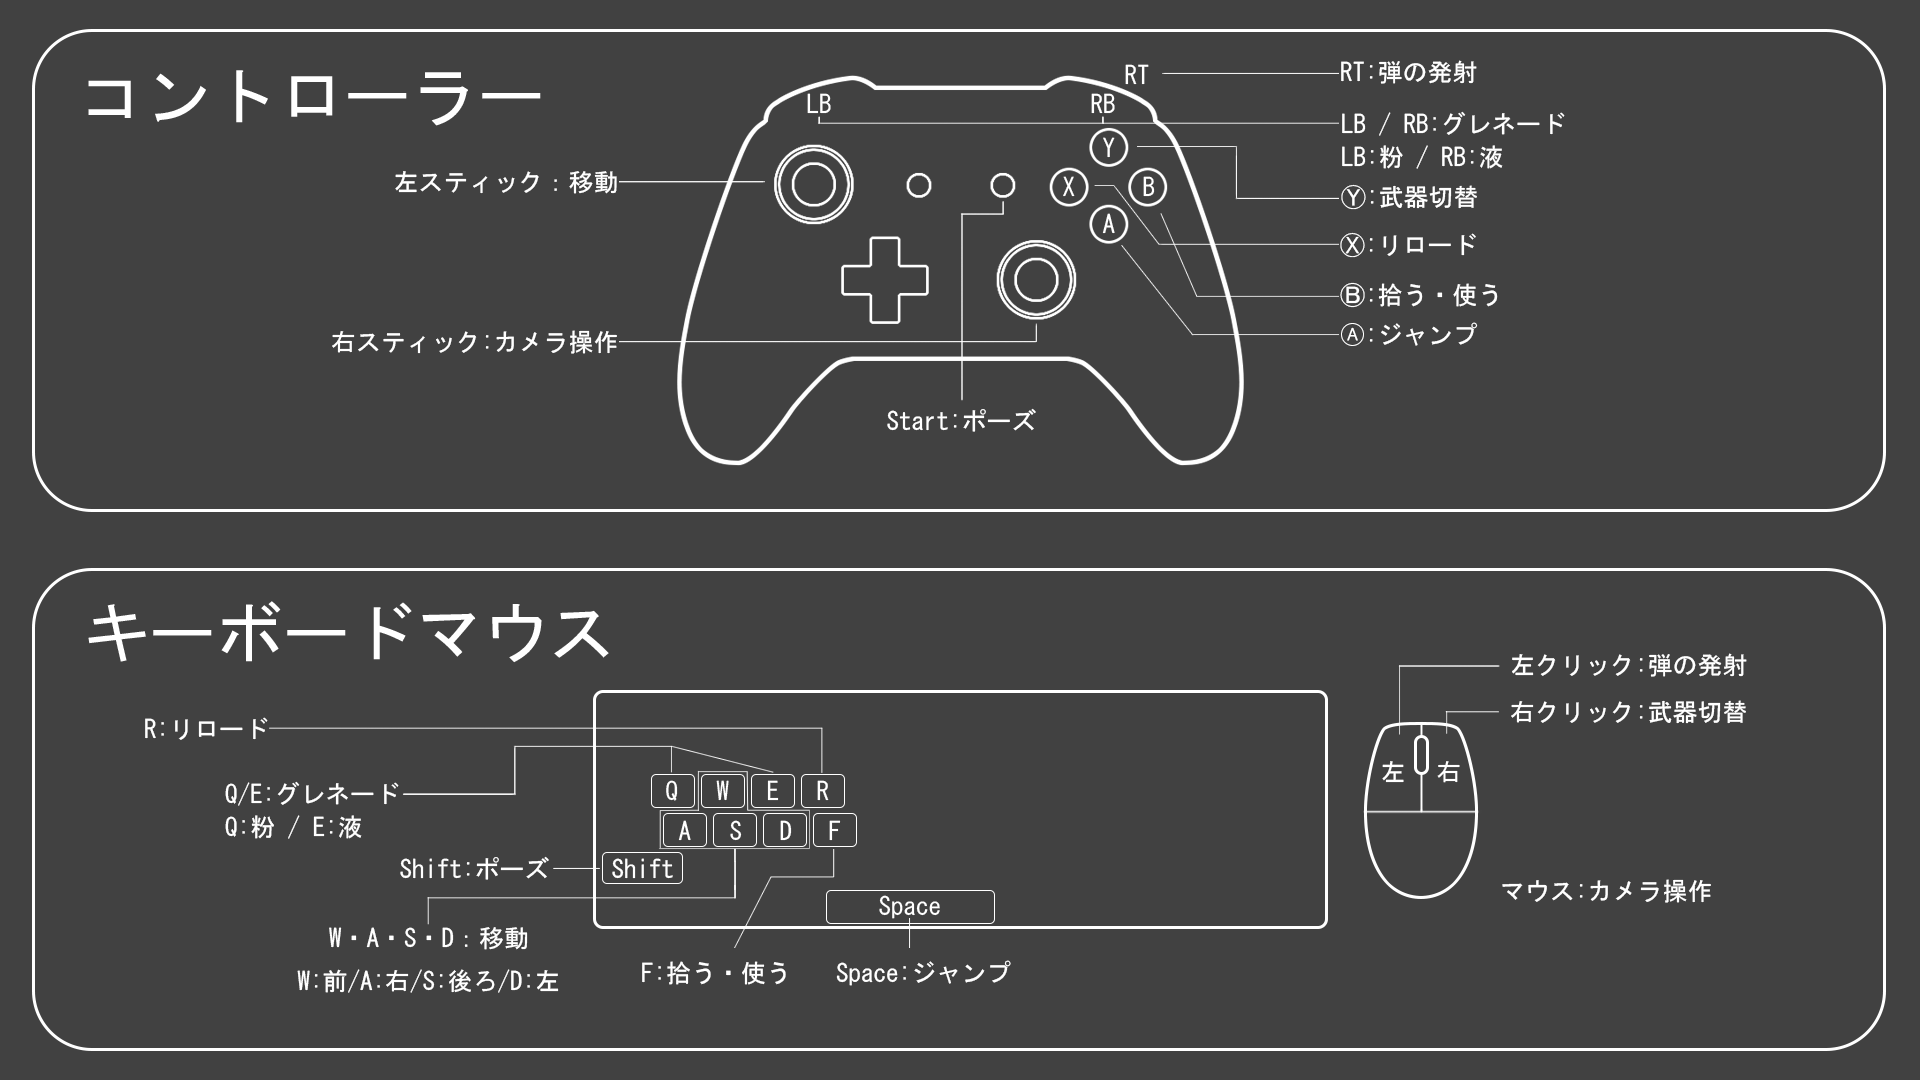 コントローラー
RT
RT:弾の発射
LB
RB
LB / RB:グレネード
LB:粉 / RB:液
Y
左スティック:移動
X
B
Ⓨ:武器切替
A
Ⓧ:リロード
Ⓑ:拾う・使う
Ⓐ:ジャンプ
右スティック:カメラ操作
Start:ポーズ
キーボードマウス
左クリック:弾の発射
右クリック:武器切替
R:リロード
左 右
Q W E R
Q/E:グレネード
Q:粉 / E:液
A S D F
Shift:ポーズ
Shift
マウス:カメラ操作
Space
W・A・S・D:移動
W:前/A:右/S:後ろ/D:左
F:拾う・使う
Space:ジャンプ